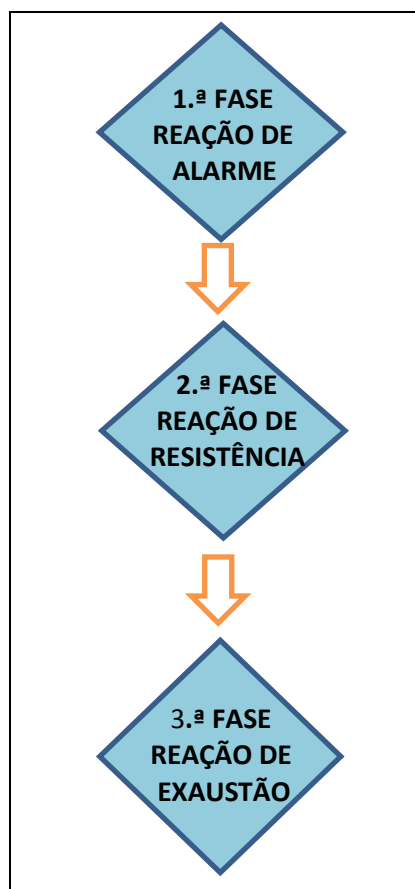 1.ª FASE
REAÇÃO DE
ALARME
2.ª FASE
REAÇÃO DE
RESISTÊNCIA
3.ª FASE
REAÇÃO DE
EXAUSTÃO